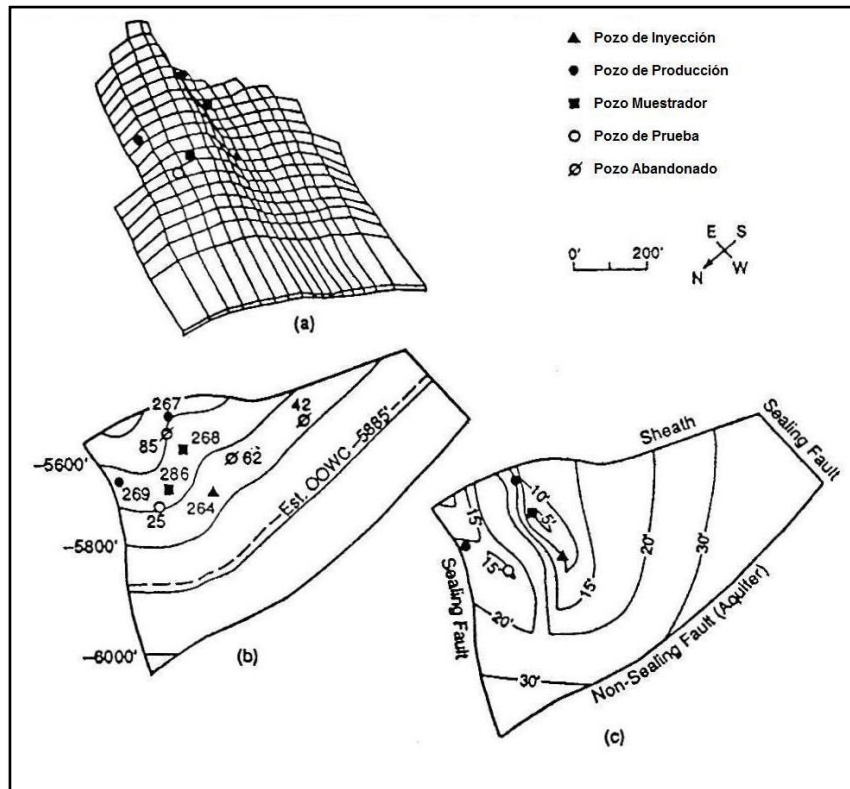 Pozo de Inyección
Pozo de Producción
Pozo Muestrador
Pozo de Prueba
Pozo Abandonado
E S
N W
0' 200'
(a)
267
42
85
268
62
-5600'
286
269
264
25
Est. OOWC -5885'
-5800'
-6000'
(b)
Sheath
Sealing Fault
10'
5'
15'
15'
15'
20'
20'
30'
30'
Sealing Fault
Non-Sealing Fault (Aquifer)
(c)